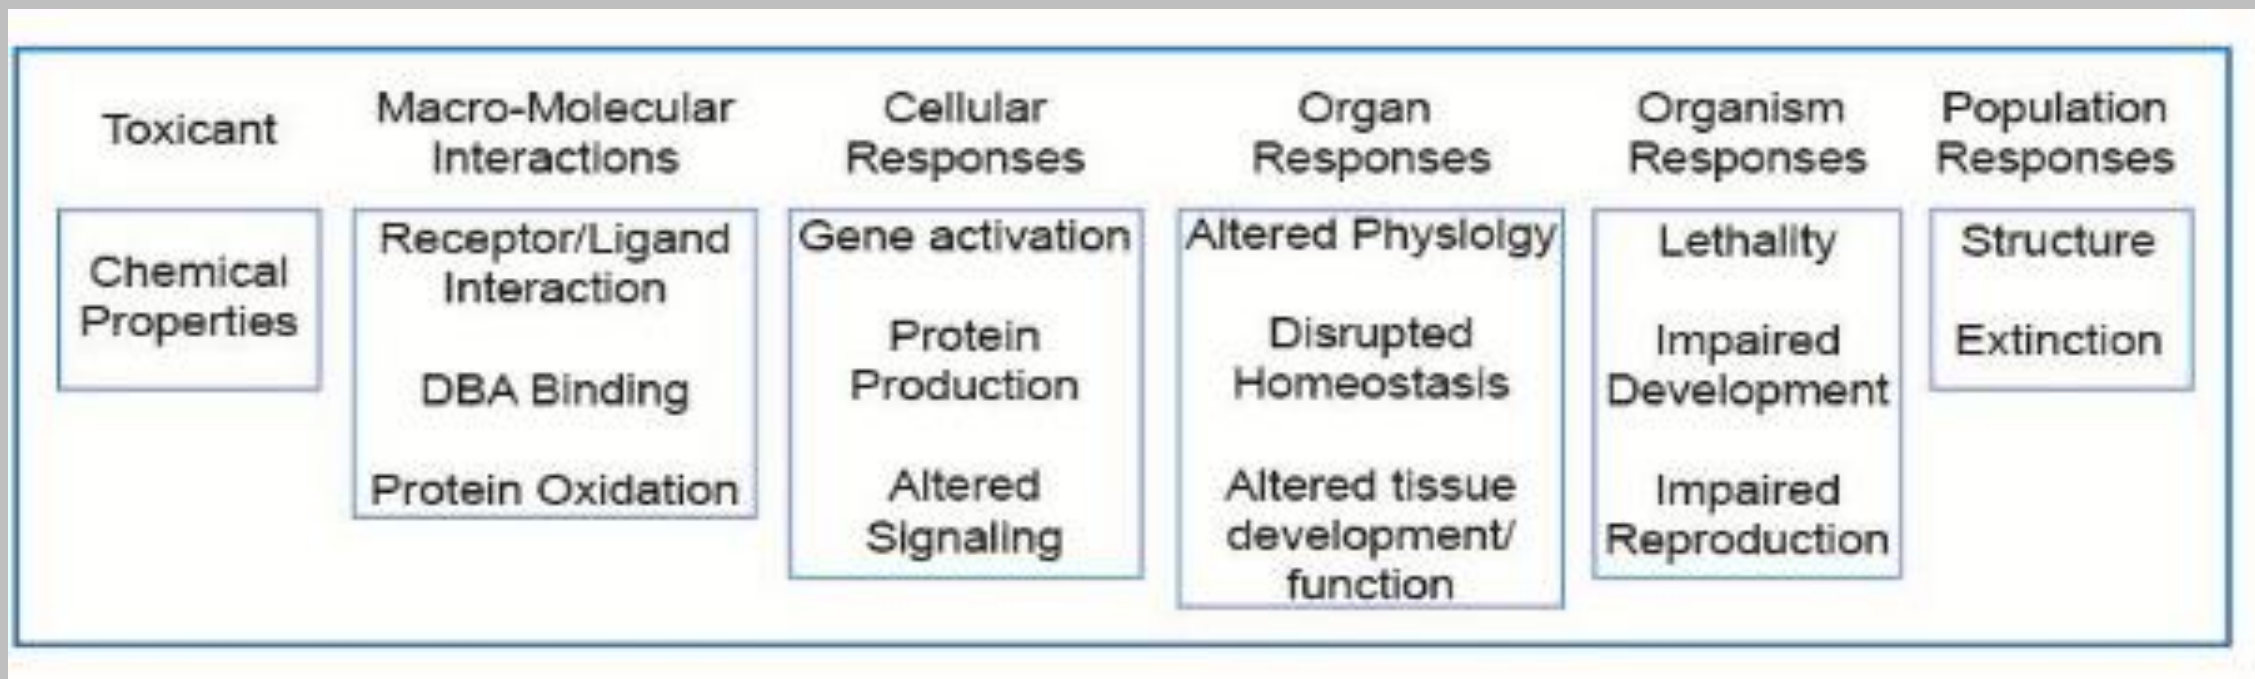 Toxicant
Macro-Molecular
Interactions
Cellular
Responses
Organ
Responses
Organism
Responses
Population
Responses
Chemical
Properties
Receptor/Ligand
Interaction
DBA Binding
Protein Oxidation
Gene activation
Protein
Production
Altered
Signaling
Altered Physlolgy
Disrupted
Homeostasis
Altered tissue
development/
function
Lethality
Impaired
Development
Impaired
Reproduction
Structure
Extinction